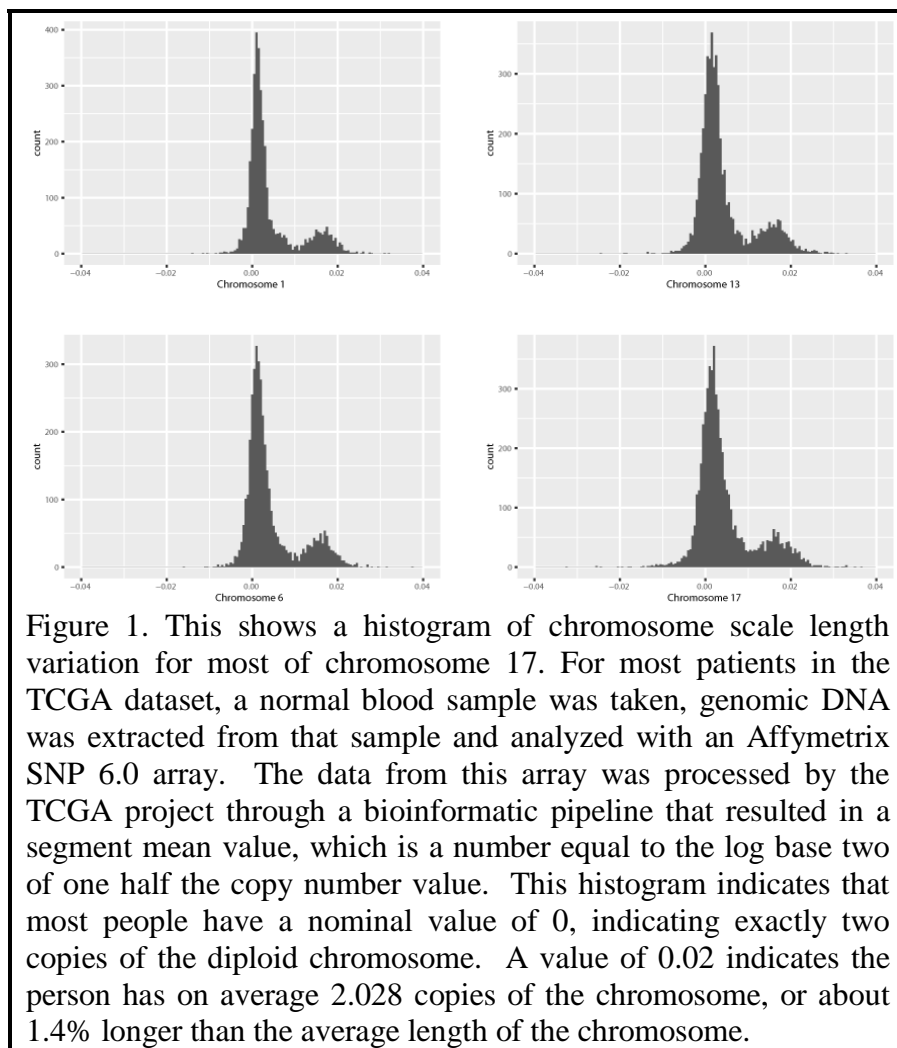 400
300
200
100
0
count
−0.04
−0.02
0.00
0.02
0.04
Chromosome 1
300
200
100
0
count
−0.04
−0.02
0.00
0.02
0.04
Chromosome 13
300
200
100
0
count
−0.04
−0.02
0.00
0.02
0.04
Chromosome 6
300
200
100
0
count
−0.04
−0.02
0.00
0.02
0.04
Chromosome 17
Figure 1. This shows a histogram of chromosome scale length
variation for most of chromosome 17. For most patients in the
TCGA dataset, a normal blood sample was taken, genomic DNA
was extracted from that sample and analyzed with an Affymetrix
SNP 6.0 array. The data from this array was processed by the
TCGA project through a bioinformatic pipeline that resulted in a
segment mean value, which is a number equal to the log base two
of one half the copy number value. This histogram indicates that
most people have a nominal value of 0, indicating exactly two
copies of the diploid chromosome. A value of 0.02 indicates the
person has on average 2.028 copies of the chromosome, or about
1.4% longer than the average length of the chromosome.